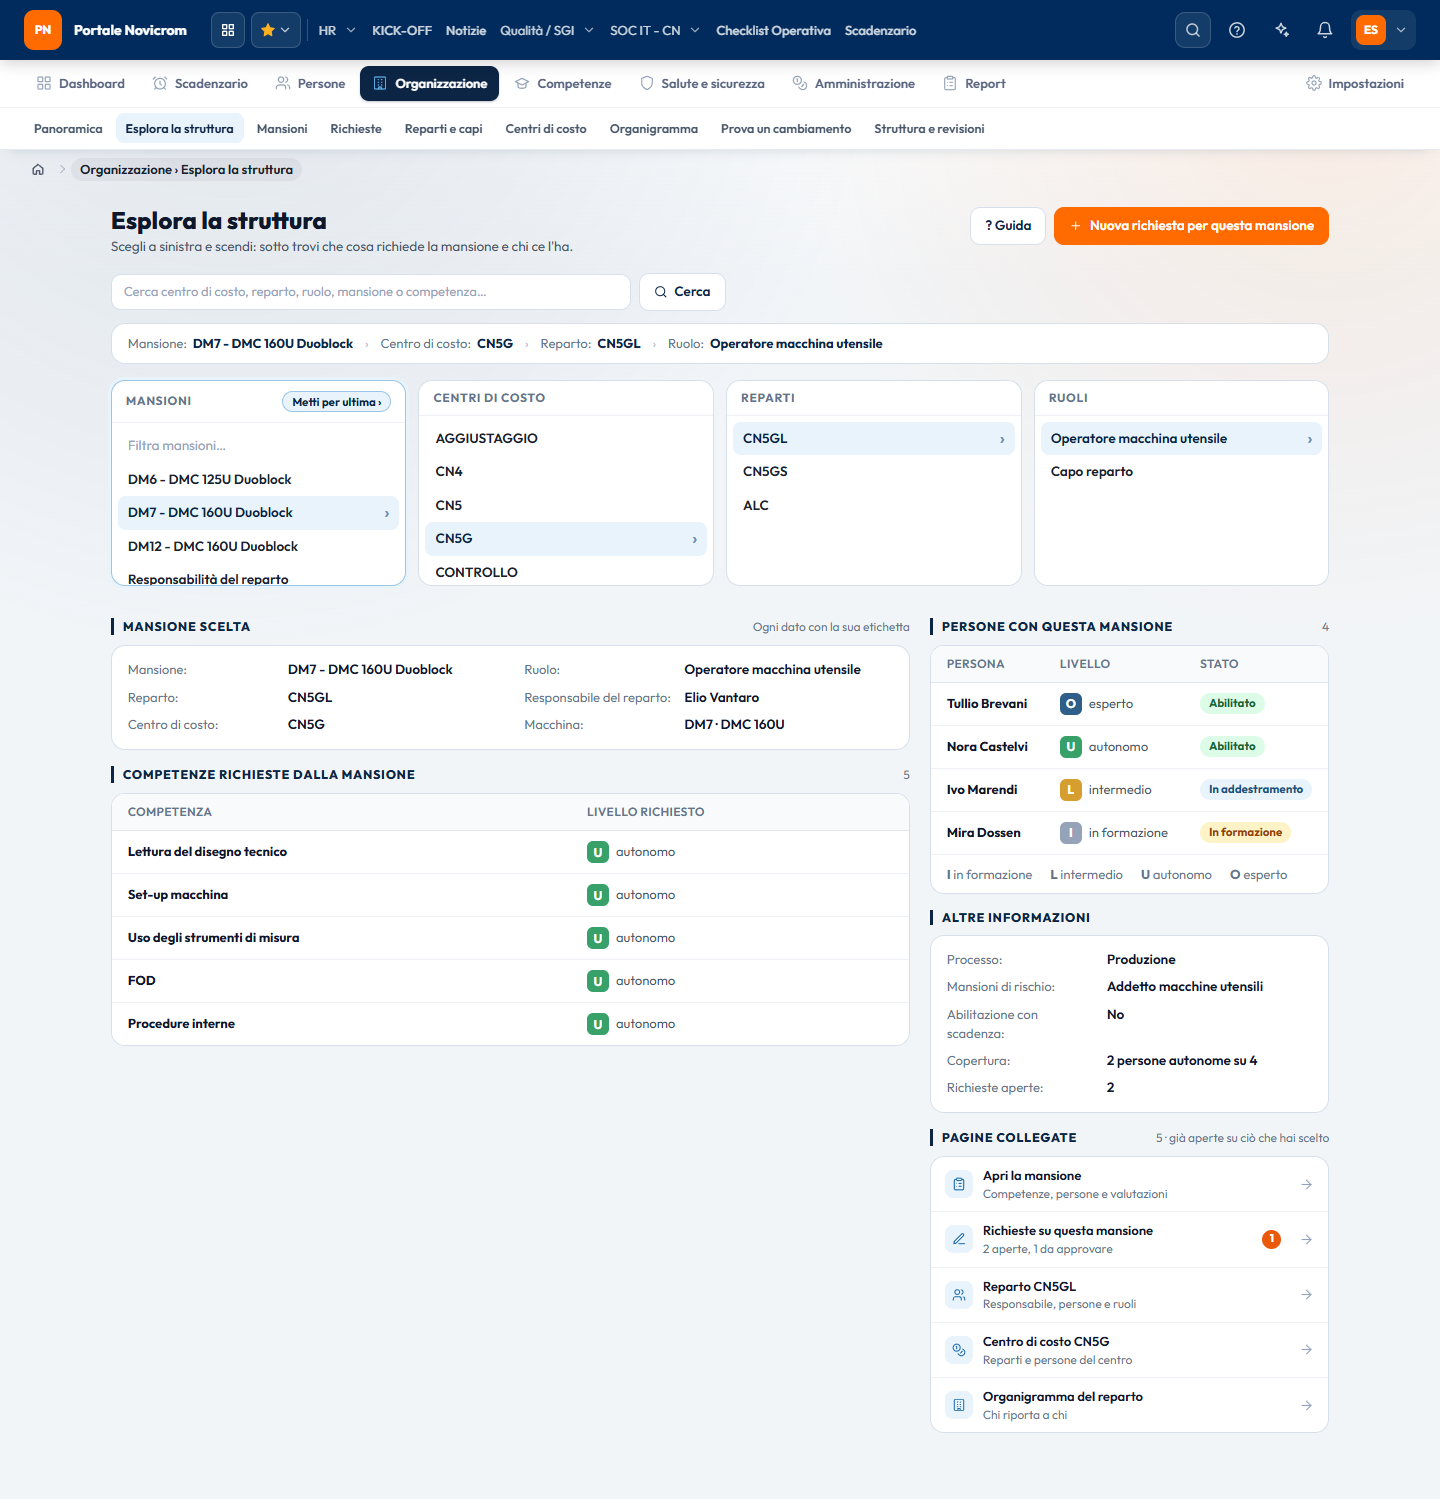 PN Portale Novicrom HR KICK-OFF Notizie Qualità / SGI SOC IT - CN Checklist Operativa Scadenzario ES
Dashboard Scadenzario Persone Organizzazione Competenze Salute e sicurezza Amministrazione Report Impostazioni
Panoramica Esplora la struttura Mansioni Richieste Reparti e capi Centri di costo Organigramma Prova un cambiamento Struttura e revisioni
Organizzazione › Esplora la struttura
Esplora la struttura
Scegli a sinistra e scendi: sotto trovi che cosa richiede la mansione e chi ce l'ha.
? Guida
+ Nuova richiesta per questa mansione
Cerca centro di costo, reparto, ruolo, mansione o competenza...
Cerca
Mansione: DM7 - DMC 160U Duoblock › Centro di costo: CN5G › Reparto: CN5GL › Ruolo: Operatore macchina utensile
MANSIONI
Metti per ultima ›
Filtra mansioni...
DM6 - DMC 125U Duoblock
DM7 - DMC 160U Duoblock ›
DM12 - DMC 160U Duoblock
Responsabilità del reparto
CENTRI DI COSTO
AGGIUSTAGGIO
CN4
CN5
CN5G ›
CONTROLLO
REPARTI
CN5GL ›
CN5GS
ALC
RUOLI
Operatore macchina utensile ›
Capo reparto
MANSIONE SCELTA
Ogni dato con la sua etichetta
Mansione: DM7 - DMC 160U Duoblock Ruolo: Operatore macchina utensile
Reparto: CN5GL Responsabile del reparto: Elio Vantaro
Centro di costo: CN5G Macchina: DM7 · DMC 160U
COMPETENZE RICHIESTE DALLA MANSIONE 5
COMPETENZA LIVELLO RICHIESTO
Lettura del disegno tecnico U autonomo
Set-up macchina U autonomo
Uso degli strumenti di misura U autonomo
FOD U autonomo
Procedure interne U autonomo
PERSONE CON QUESTA MANSIONE 4
PERSONA LIVELLO STATO
Tullio Brevani O esperto Abilitato
Nora Castelvi U autonomo Abilitato
Ivo Marendi L intermedio In addestramento
Mira Dossen I in formazione In formazione
I in formazione L intermedio U autonomo O esperto
ALTRE INFORMAZIONI
Processo: Produzione
Mansioni di rischio: Addetto macchine utensili
Abilitazione con scadenza: No
Copertura: 2 persone autonome su 4
Richieste aperte: 2
PAGINE COLLEGATE
5 · già aperte su ciò che hai scelto
Apri la mansione
Competenze, persone e valutazioni
Richieste su questa mansione
2 aperte, 1 da approvare
1
Reparto CN5GL
Responsabile, persone e ruoli
Centro di costo CN5G
Reparti e persone del centro
Organigramma del reparto
Chi riporta a chi